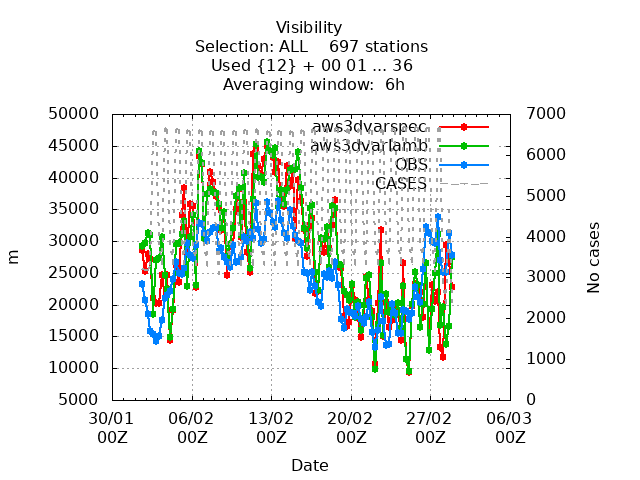 Visibility
Selection: ALL    697 stations
Used {12} + 00 01 ... 36
Averaging window:  6h
50000
45000
40000
35000
30000
25000
20000
15000
10000
5000
7000
6000
5000
4000
3000
2000
1000
0
aws3dvarspec
aws3dvarlamb
OBS
CASES
m
No cases
30/01 06/02 13/02 20/02 27/02 06/03
00Z 00Z 00Z 00Z 00Z 00Z
Date